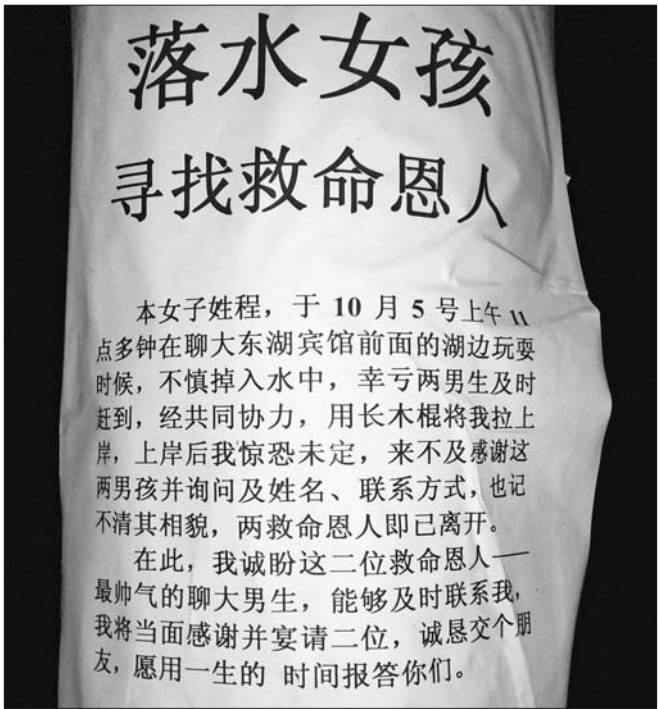 落水女孩
寻找救命恩人
本女子姓程，于 10 月 5 号上午 11
点多钟在聊大东湖宾馆前面的湖边玩耍
时候，不慎掉入水中，幸亏两男生及时
赶到，经共同协力，用长木棍将我拉上
岸，上岸后我惊恐未定，来不及感谢这
两男孩并询问及姓名、联系方式，也记
不清其相貌，两救命恩人即已离开。
在此，我诚盼这二位救命恩人——
最帅气的聊大男生，能够及时联系我，
我将当面感谢并宴请二位，诚恳交个朋
友，愿用一生的 时间报答你们。